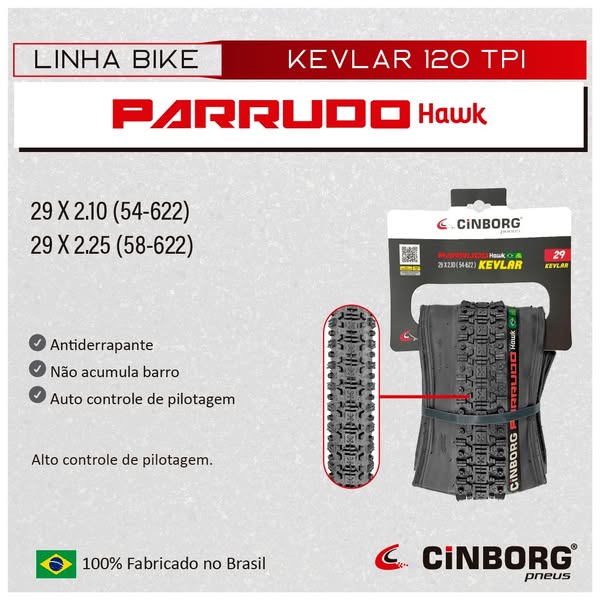 LINHA BIKE
KEVLAR 120 TPI
PARRUDO Hawk
29 X 2.10 (54-622)
29 X 2.25 (58-622)
CiNBORG
pneus
PARRUDO Hawk
29 X 2.10 ( 54-622 ) KEVLAR
29
KEVLAR
Antiderrapante
Não acumula barro
Auto controle de pilotagem
CiNBORG PARRUDO Hawk
Alto controle de pilotagem.
100% Fabricado no Brasil
CiNBORG®
pneus